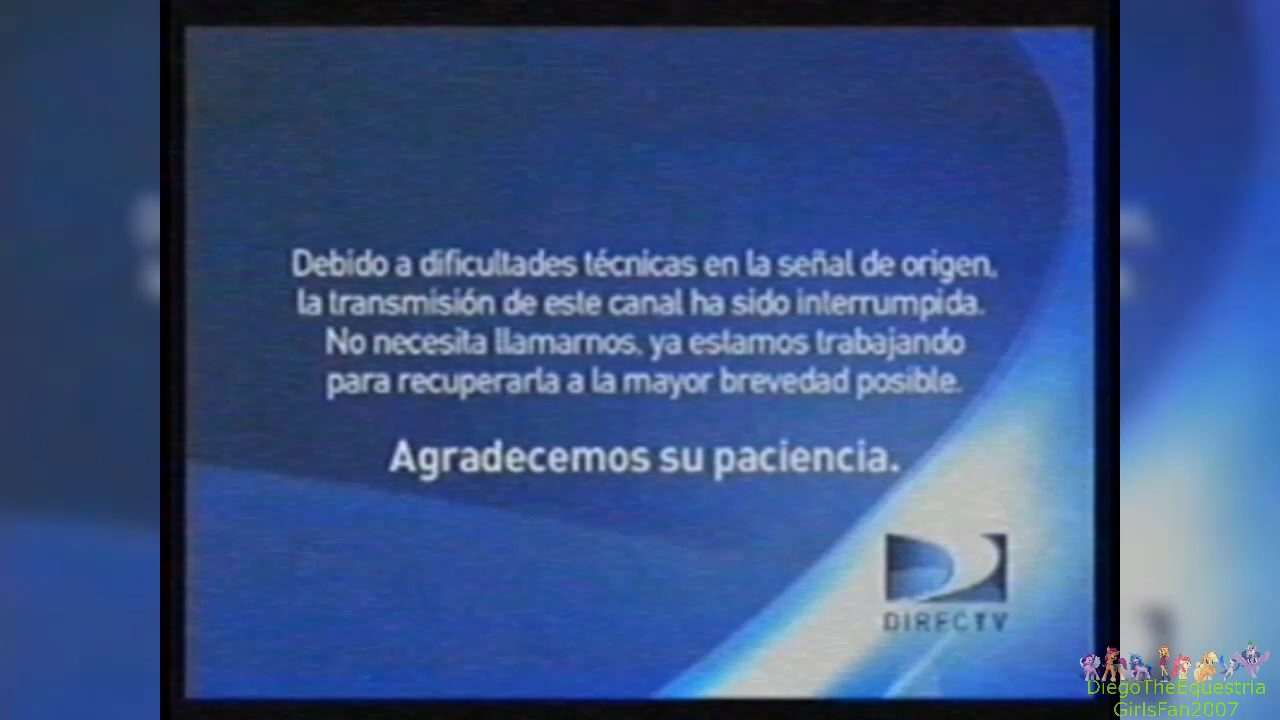 Debido a dificultades técnicas en la señal de origen,
la transmisión de este canal ha sido interrumpida.
No necesita llamarnos, ya estamos trabajando
para recuperarla a la mayor brevedad posible.
Agradecemos su paciencia.
DIRECTV
DiegoTheEquestria
GirlsFan2007